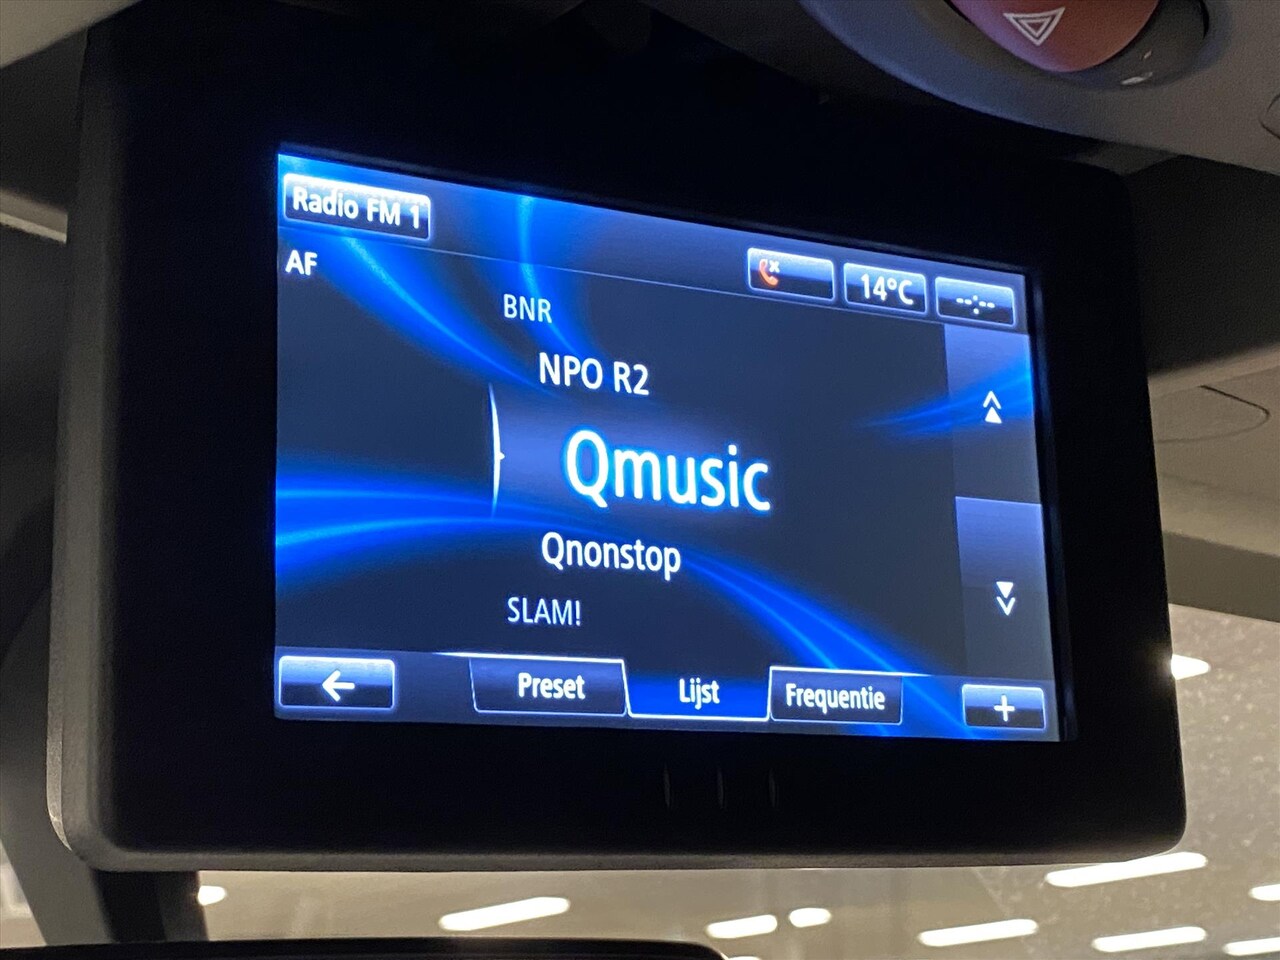 Radio FM 1
AF
14°C
--:--
BNR
NPO R2
Qmusic
Qnonstop
SLAM!
Preset
Lijst
Frequentie
+